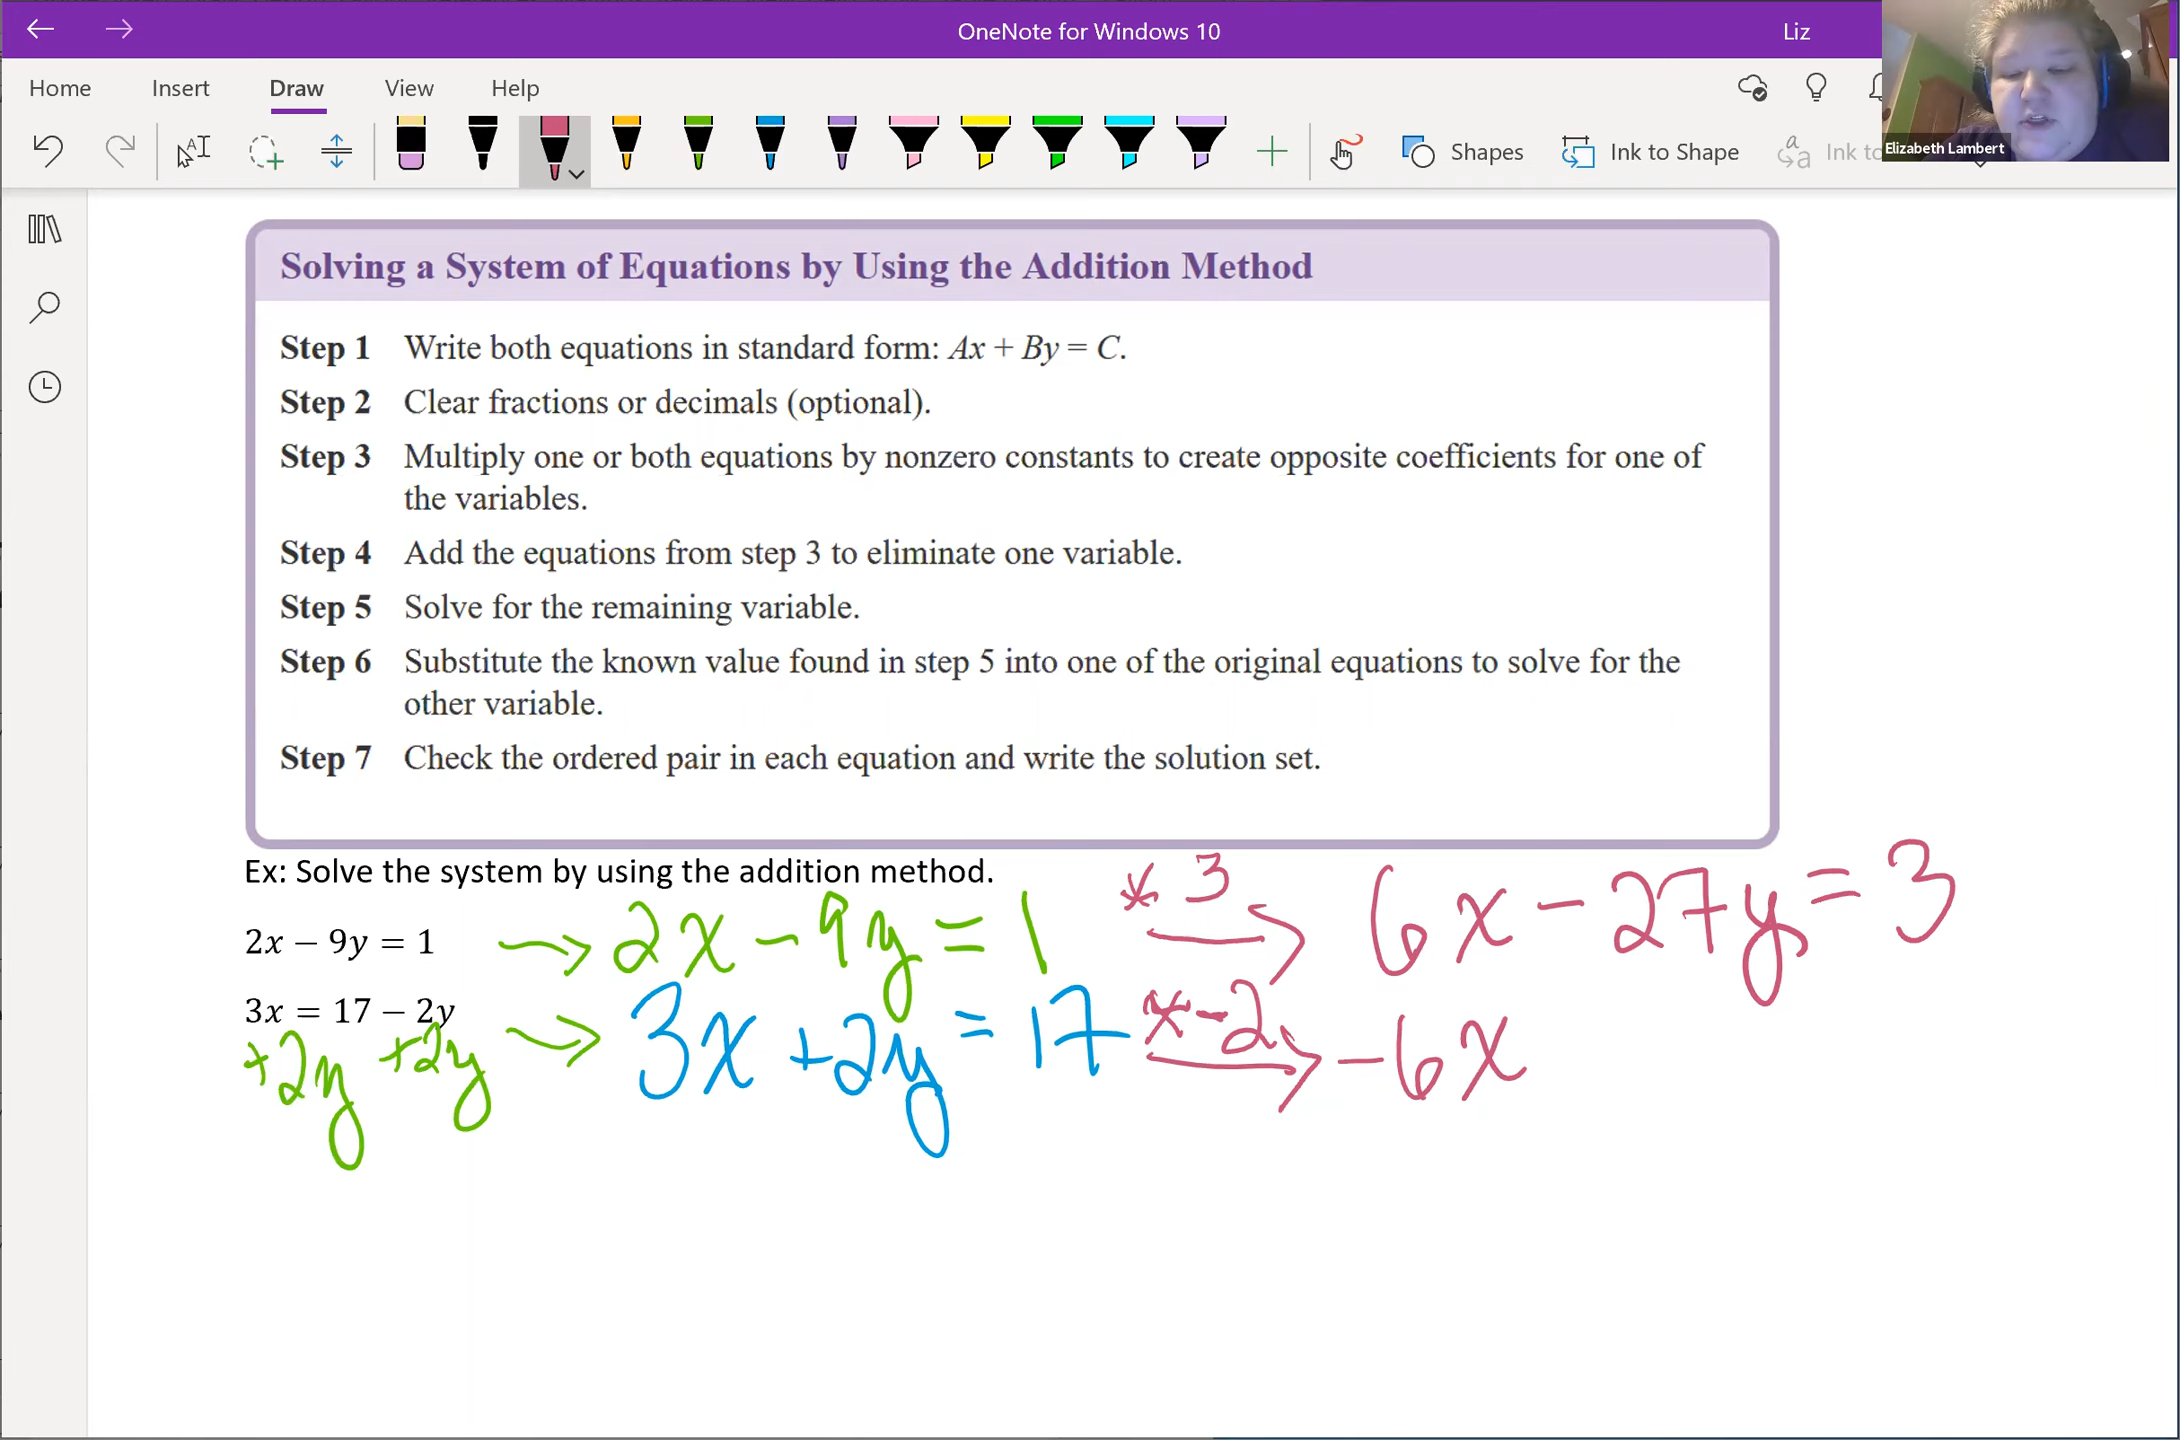 OneNote for Windows 10
Liz
Home Insert Draw View Help
Shapes Ink to Shape Ink to
Elizabeth Lambert
Solving a System of Equations by Using the Addition Method
Step 1 Write both equations in standard form: Ax + By = C.
Step 2 Clear fractions or decimals (optional).
Step 3 Multiply one or both equations by nonzero constants to create opposite coefficients for one of
the variables.
Step 4 Add the equations from step 3 to eliminate one variable.
Step 5 Solve for the remaining variable.
Step 6 Substitute the known value found in step 5 into one of the original equations to solve for the
other variable.
Step 7 Check the ordered pair in each equation and write the solution set.
Ex: Solve the system by using the addition method.
2x − 9y = 1 → 2x − 9y = 1 * 3 → 6x − 27y = 3
3x = 17 − 2y → 3x + 2y = 17 * −2 → −6x
+2y +2y